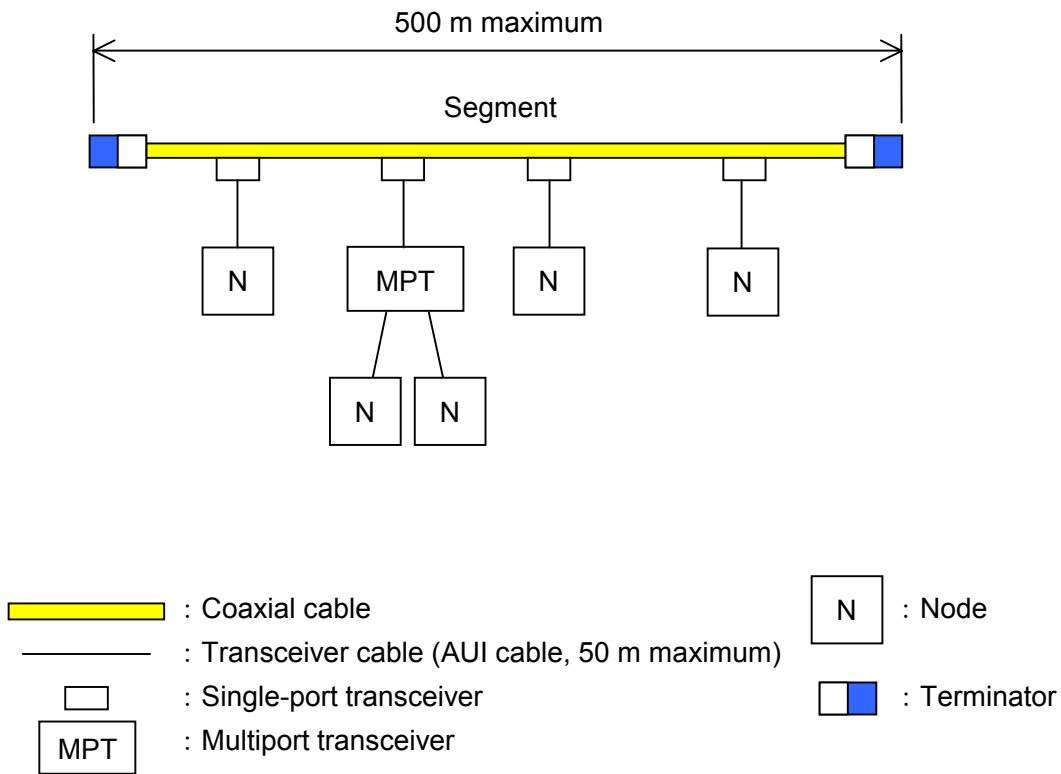 500 m maximum
Segment
N
MPT
N
N
N
N
: Coaxial cable
: Transceiver cable (AUI cable, 50 m maximum)
: Single-port transceiver
MPT : Multiport transceiver
N : Node
: Terminator